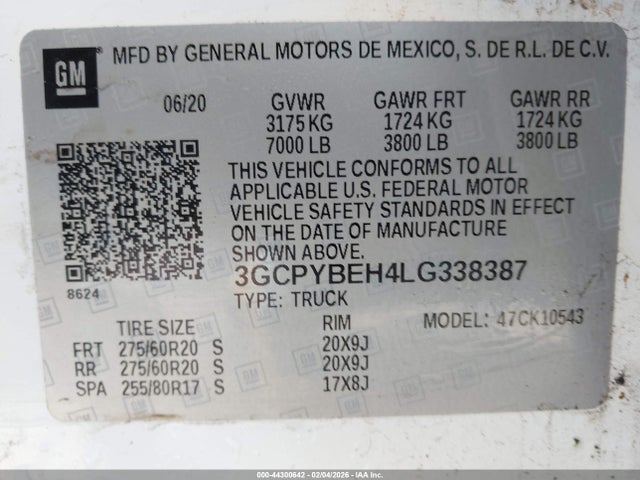 GM MFD BY GENERAL MOTORS DE MEXICO, S. DE R.L. DE C.V.
06/20 GVWR GAWR FRT GAWR RR
3175 KG 1724 KG 1724 KG
7000 LB 3800 LB 3800 LB
THIS VEHICLE CONFORMS TO ALL
APPLICABLE U.S. FEDERAL MOTOR
VEHICLE SAFETY STANDARDS IN EFFECT
ON THE DATE OF MANUFACTURE
SHOWN ABOVE.
3GCPYBEH4LG338387
8624
TYPE: TRUCK
TIRE SIZE RIM MODEL: 47CK10543
FRT 275/60R20 S 20X9J
RR 275/60R20 S 20X9J
SPA 255/80R17 S 17X8J
000-44300642 - 02/04/2026 - IAA, Inc.